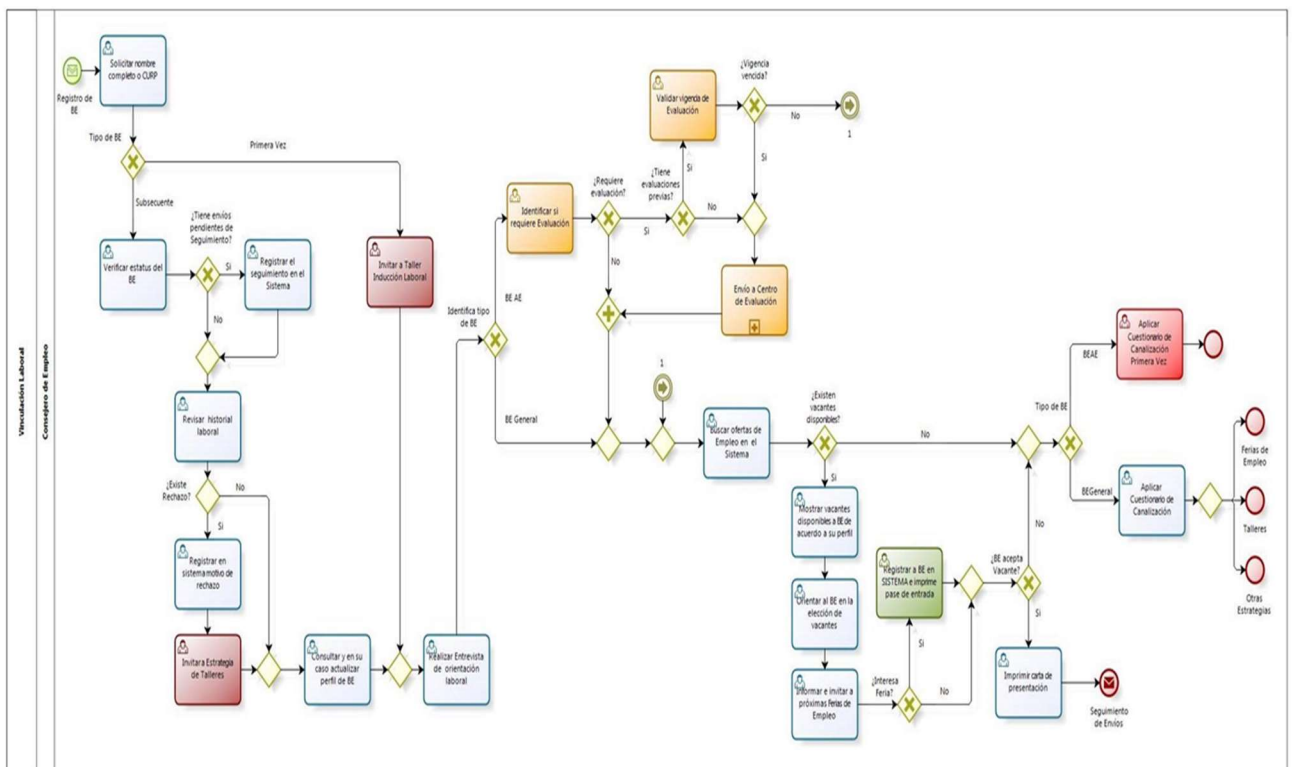 Vinculación Laboral
Consejero de Empleo
Registro de
BE
Solicitar nombre
completo o CURP
Tipo de BE
Primera Vez
Subsecuente
Verificar estatus del
BE
¿Tiene envíos
pendientes de
Seguimiento?
Si
Registrar el
seguimiento en el
Sistema
No
Revisar historial
laboral
¿Existe
Rechazo?
No
Si
Registrar en
sistema motivo de
rechazo
Invitar a Estrategia
de Talleres
Consultar y en su
caso actualizar
perfil de BE
Invitar a Taller
Inducción Laboral
Realizar Entrevista
de orientación
laboral
Identifica tipo
de BE
BE AE
BE General
Identificar si
requiere Evaluación
¿Requiere
evaluación?
Si
No
¿Tiene
evaluaciones
previas?
Si
No
Validar vigencia de
Evaluación
¿Vigencia
vencida?
No
1
Si
Envío a Centro
de Evaluación
1
Buscar ofertas de
Empleo en el
Sistema
¿Existen
vacantes
disponibles?
No
Si
Mostrar vacantes
disponibles a BE de
acuerdo a su perfil
Orientar al BE en la
elección de
vacantes
Informar e invitar a
próximas Ferias de
Empleo
¿Interesa
Feria?
Si
No
Registrar a BE en
SISTEMA e imprime
pase de entrada
¿BE acepta
Vacante?
No
Si
Imprimir carta de
presentación
Seguimiento
de Envíos
Tipo de BE
BEAE
BEGeneral
Aplicar
Cuestionario de
Canalización
Primera Vez
Aplicar
Cuestionario de
Canalización
Ferias de
Empleo
Talleres
Otras
Estrategias